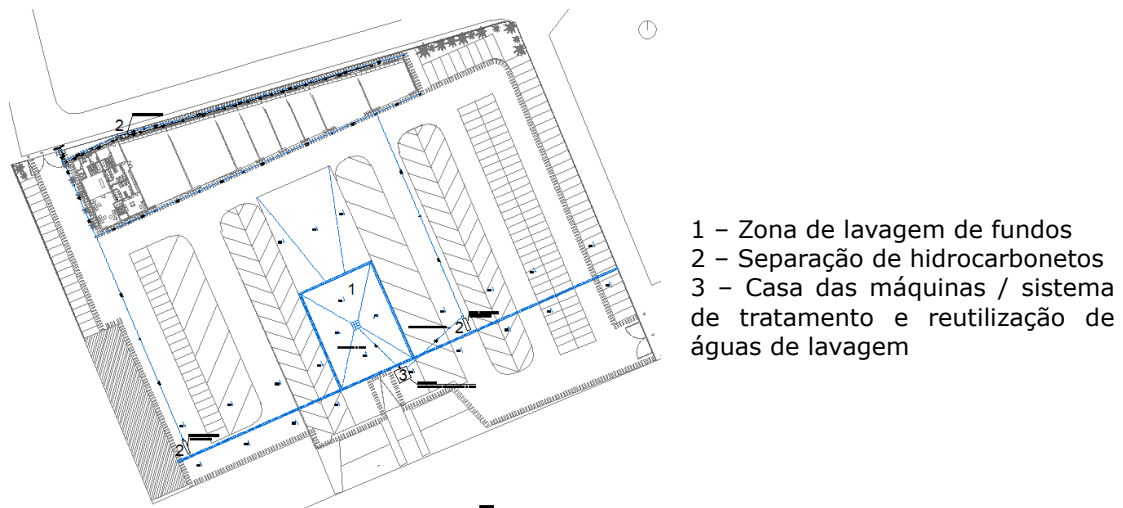 2
1
2
3
2
1 – Zona de lavagem de fundos
2 – Separação de hidrocarbonetos
3 – Casa das máquinas / sistema
de tratamento e reutilização de
águas de lavagem